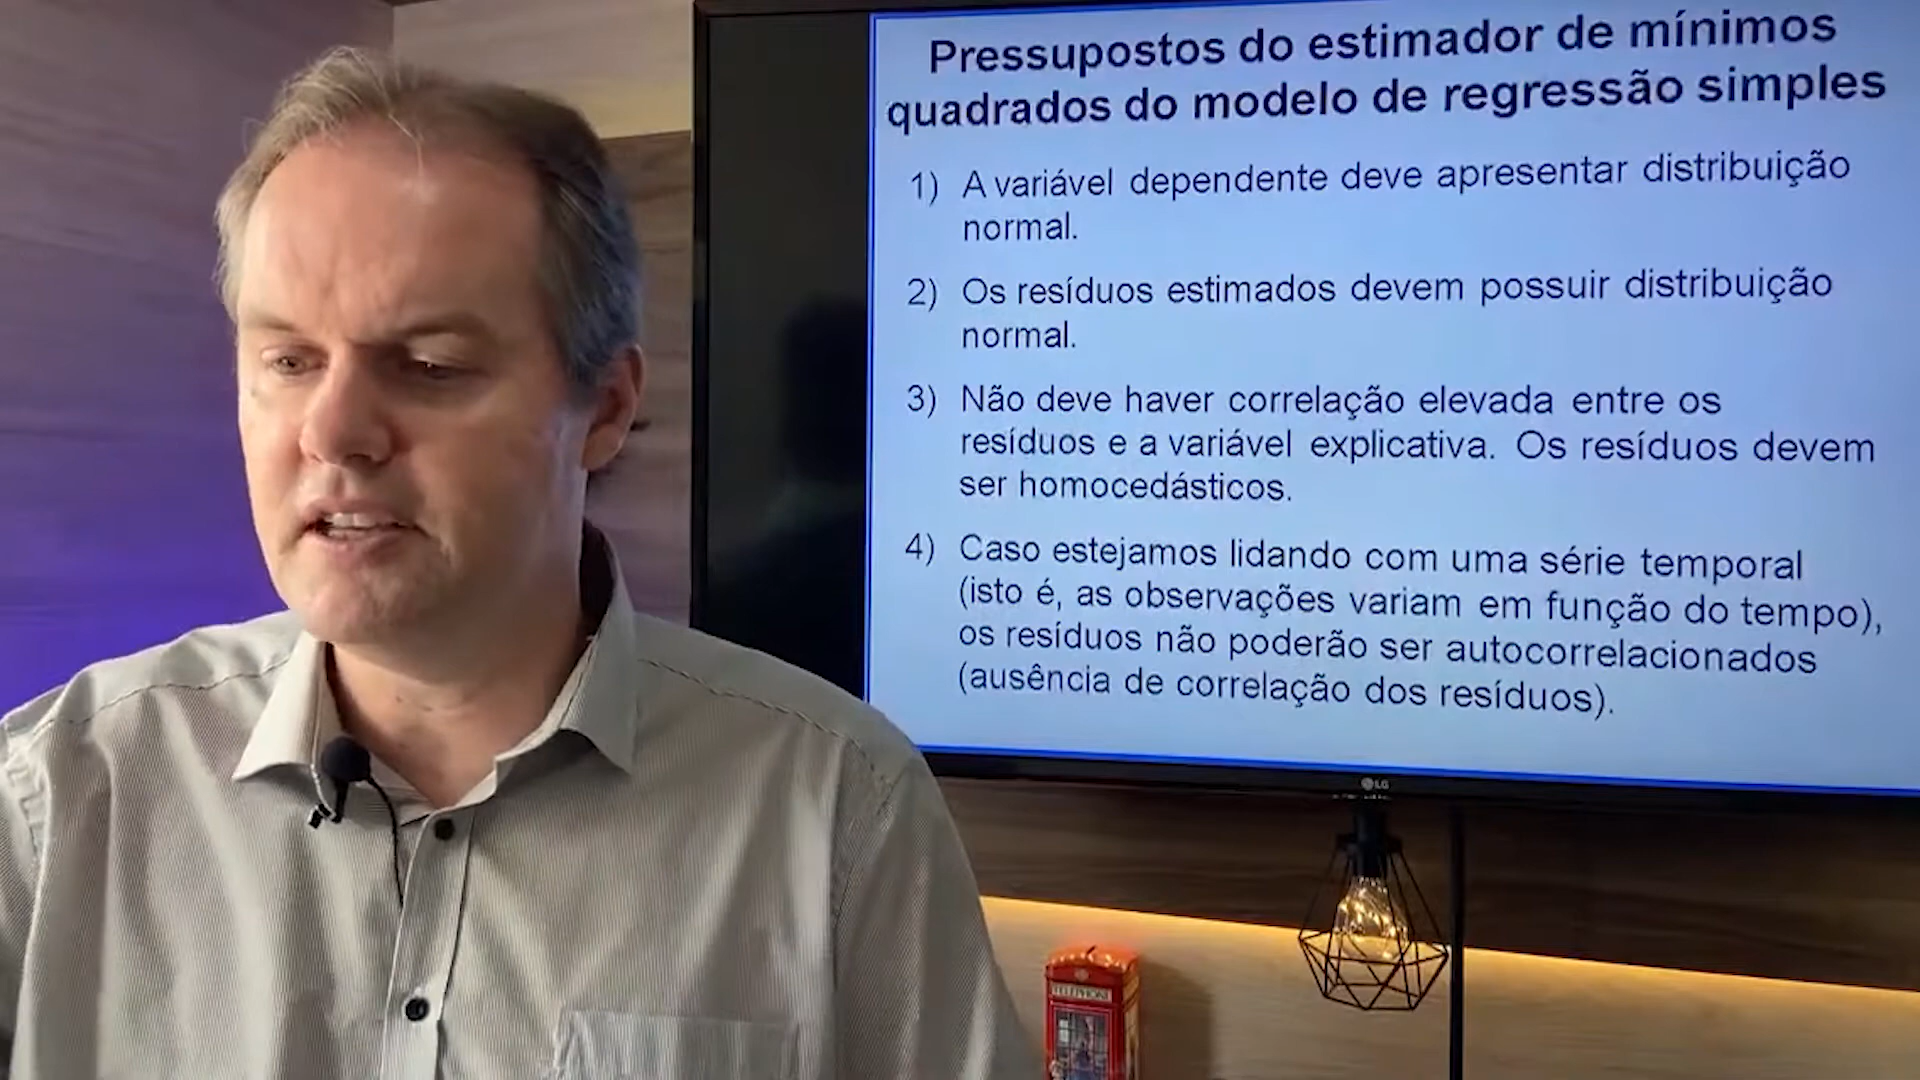 Pressupostos do estimador de mínimos
quadrados do modelo de regressão simples
1) A variável dependente deve apresentar distribuição
normal.
2) Os resíduos estimados devem possuir distribuição
normal.
3) Não deve haver correlação elevada entre os
resíduos e a variável explicativa. Os resíduos devem
ser homocedásticos.
4) Caso estejamos lidando com uma série temporal
(isto é, as observações variam em função do tempo),
os resíduos não poderão ser autocorrelacionados
(ausência de correlação dos resíduos).
LG
TELEPHONE